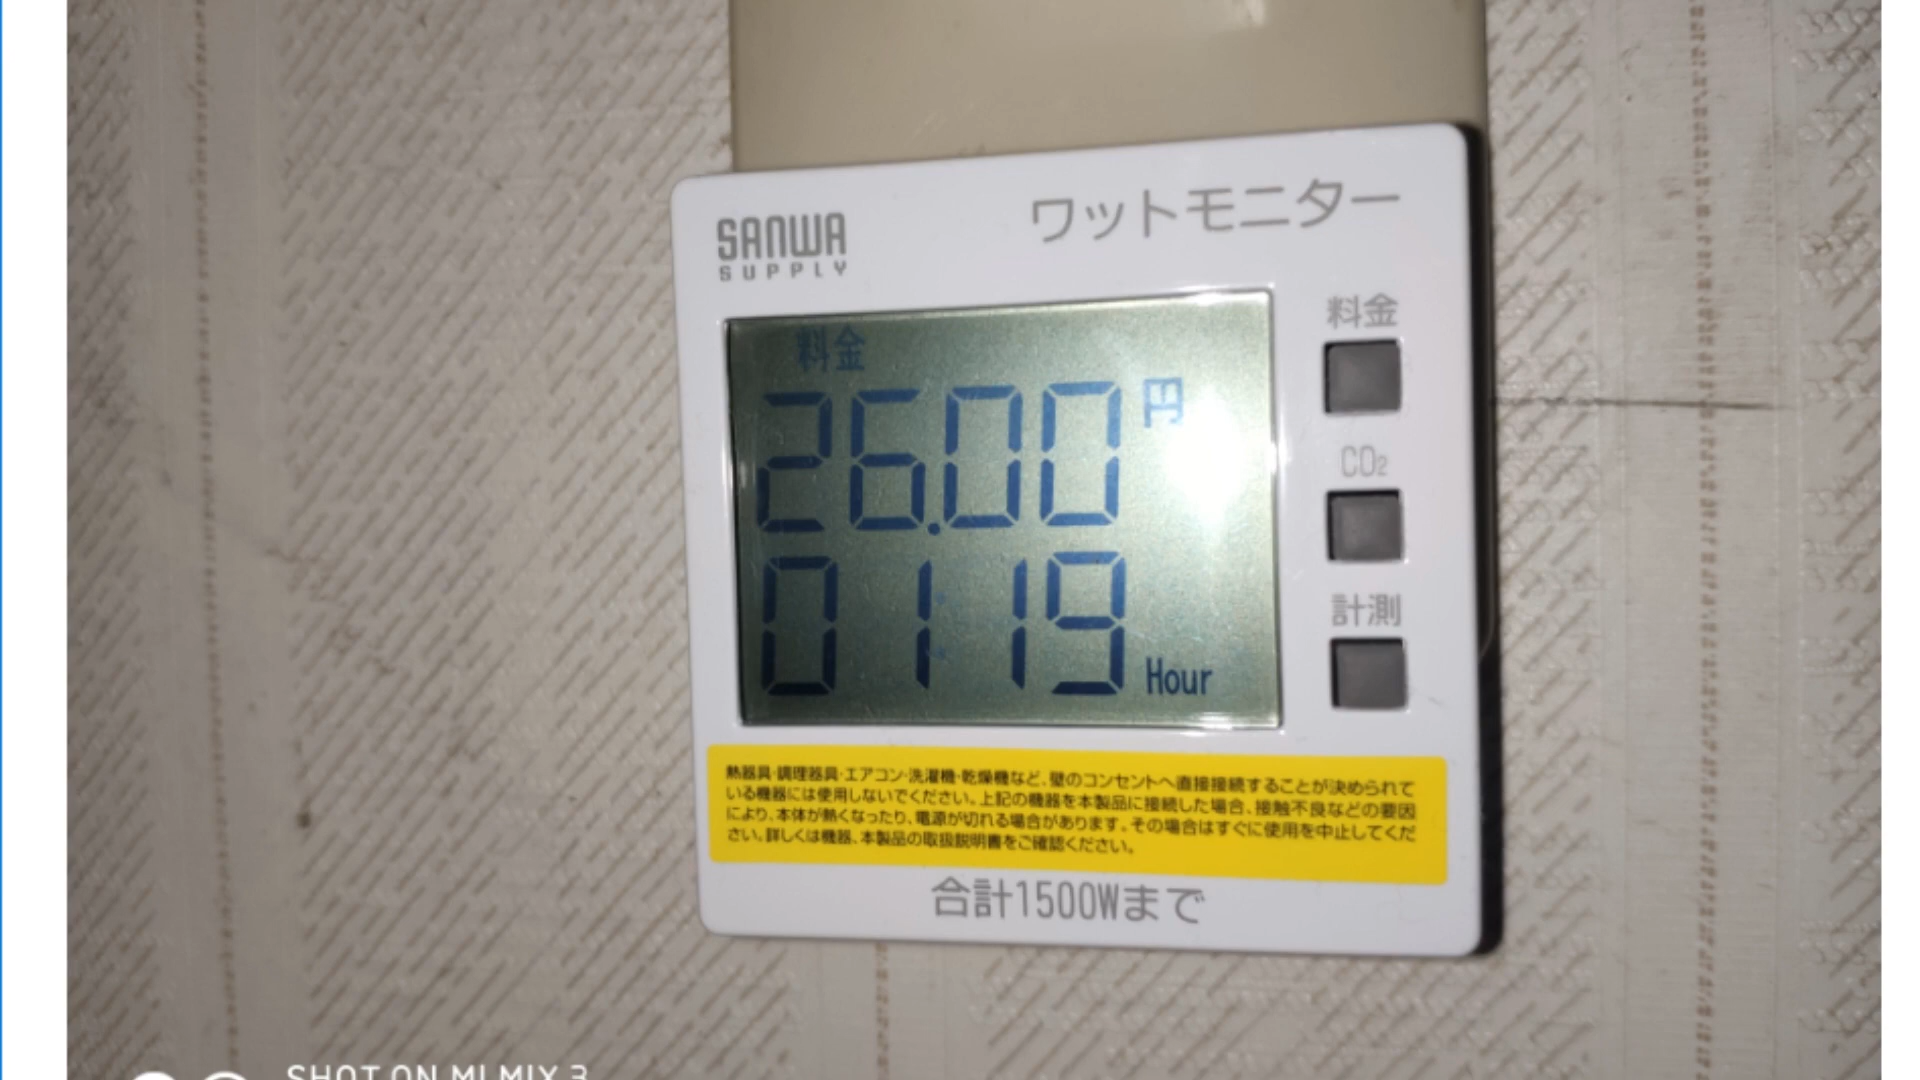 SANWA
SUPPLY
ワットモニター
料金
料金
26.00円
CO₂
01:19 Hour
計測
熱器具・調理器具・エアコン・洗濯機・乾燥機など、壁のコンセントへ直接接続することが決められて
いる機器には使用しないでください。上記の機器を本製品に接続した場合、接触不良などの要因
により、本体が熱くなったり、電源が切れる場合があります。その場合はすぐに使用を中止してくだ
さい。詳しくは機器、本製品の取扱説明書をご確認ください。
合計1500Wまで
SHOT ON MI MIX 3